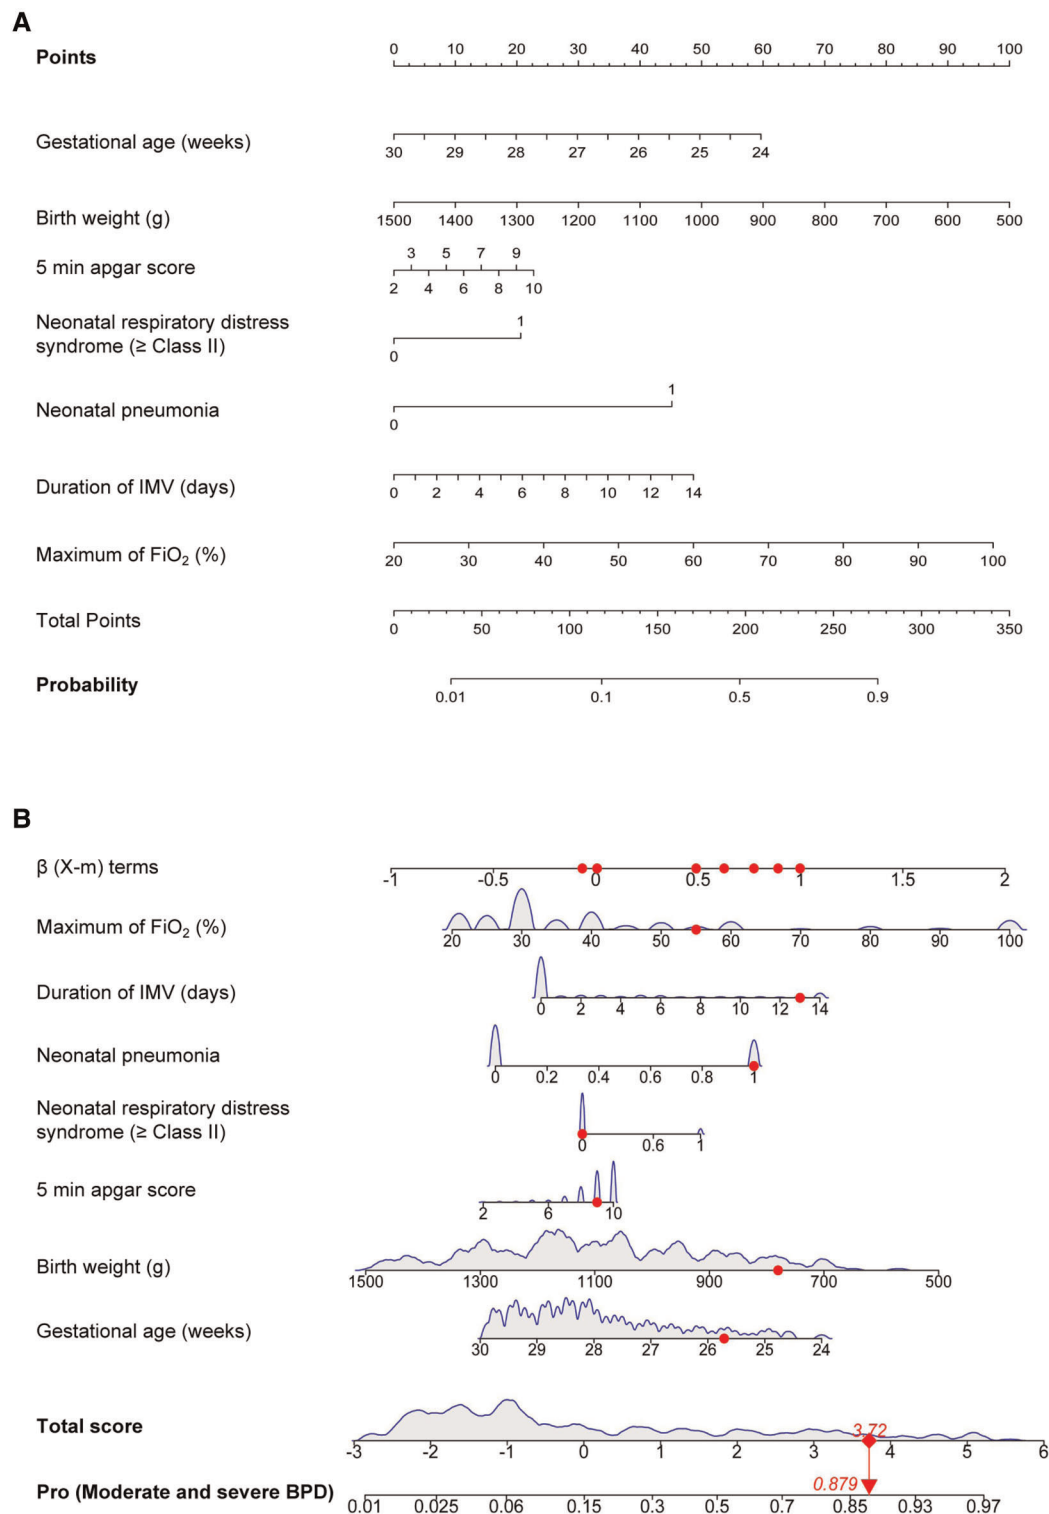 A
Points
0 10 20 30 40 50 60 70 80 90 100
Gestational age (weeks)
30 29 28 27 26 25 24
Birth weight (g)
1500 1400 1300 1200 1100 1000 900 800 700 600 500
3 5 7 9
5 min apgar score
2 4 6 8 10
Neonatal respiratory distress
syndrome (≥ Class II)
1
0
Neonatal pneumonia
1
0
Duration of IMV (days)
0 2 4 6 8 10 12 14
Maximum of FiO₂ (%)
20 30 40 50 60 70 80 90 100
Total Points
0 50 100 150 200 250 300 350
Probability
0.01 0.1 0.5 0.9
B
β (X-m) terms
-1 -0.5 0 0.5 1 1.5 2
Maximum of FiO₂ (%)
20 30 40 50 60 70 80 90 100
Duration of IMV (days)
0 2 4 6 8 10 12 14
Neonatal pneumonia
0 0.2 0.4 0.6 0.8 1
Neonatal respiratory distress
syndrome (≥ Class II)
0 0.6 1
5 min apgar score
2 6 10
Birth weight (g)
1500 1300 1100 900 700 500
Gestational age (weeks)
30 29 28 27 26 25 24
Total score
3.72
-3 -2 -1 0 1 2 3 4 5 6
0.879
Pro (Moderate and severe BPD)
0.01 0.025 0.06 0.15 0.3 0.5 0.7 0.85 0.93 0.97